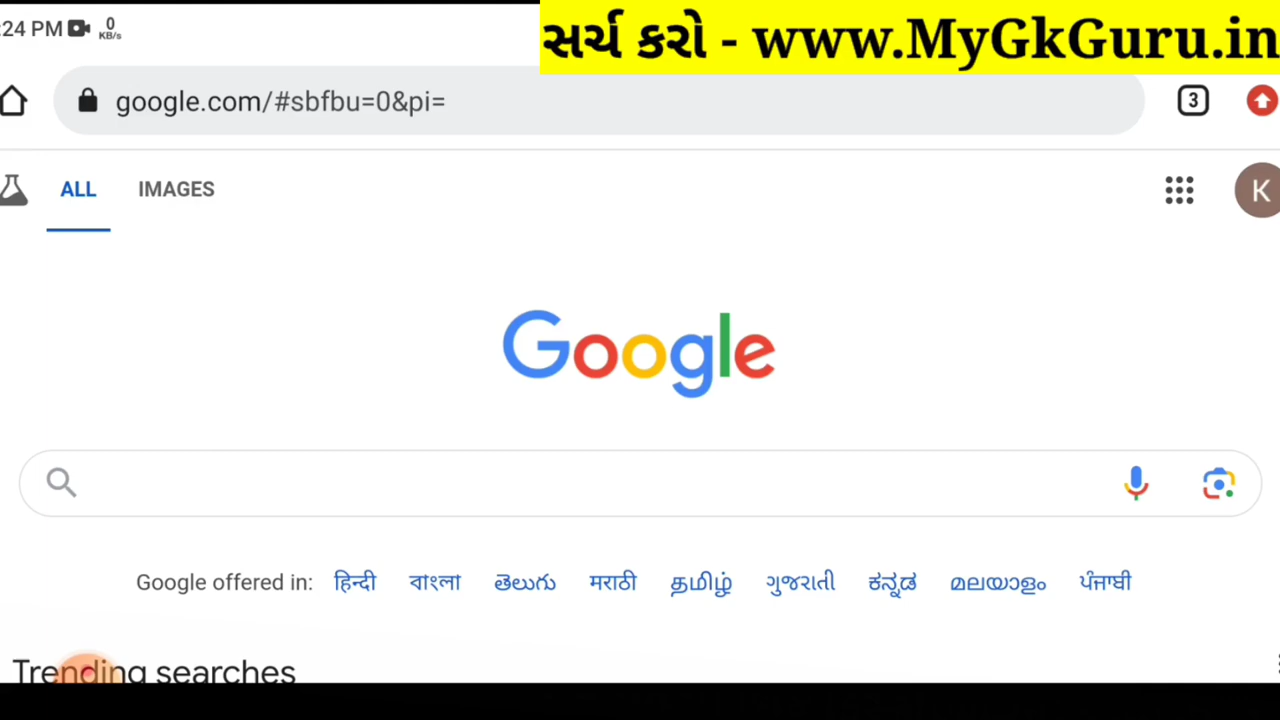 :24 PM 0 KB/s
સર્ચ કરો - www.MyGkGuru.in
google.com/#sbfbu=0&pi=
3
ALL IMAGES
K
Google
Google offered in: हिन्दी বাংলা తెలుగు मराठी தமிழ் ગુજરાતી ಕನ್ನಡ മലയാളം ਪੰਜਾਬੀ
Trending searches